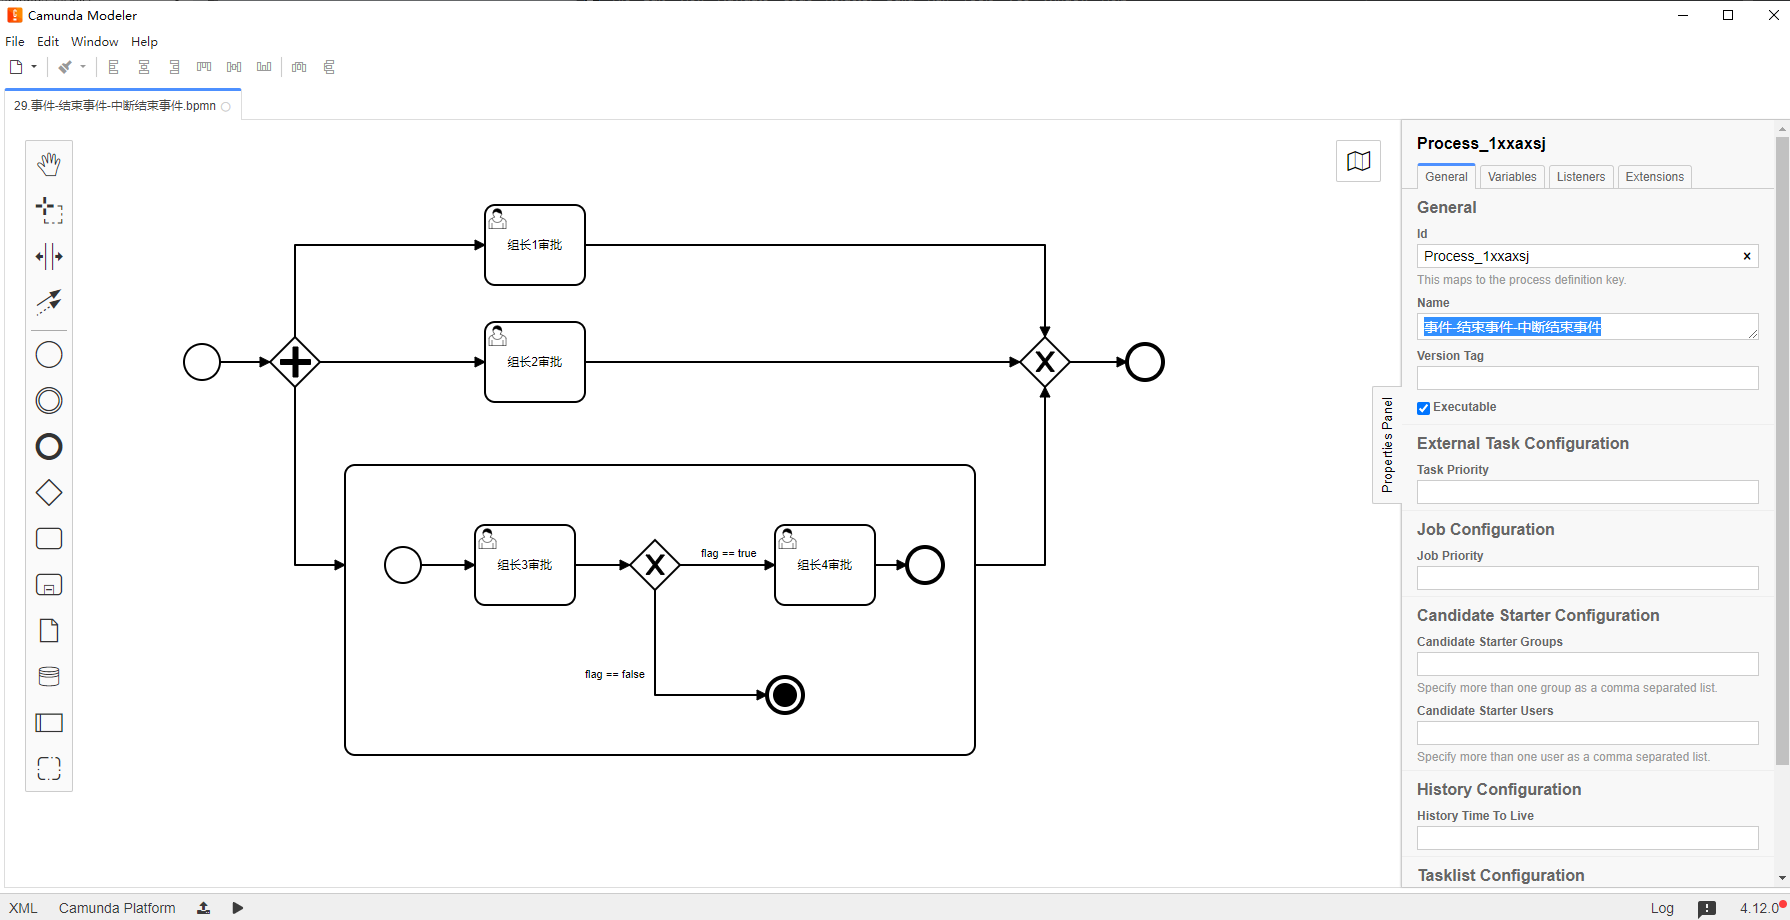 Camunda Modeler
File Edit Window Help
29.事件-结束事件-中断结束事件.bpmn
组长1审批
组长2审批
组长3审批
flag == true
组长4审批
flag == false
Properties Panel
Process_1xxaxsj
General Variables Listeners Extensions
General
Id
Process_1xxaxsj
This maps to the process definition key.
Name
事件-结束事件-中断结束事件
Version Tag
Executable
External Task Configuration
Task Priority
Job Configuration
Job Priority
Candidate Starter Configuration
Candidate Starter Groups
Specify more than one group as a comma separated list.
Candidate Starter Users
Specify more than one user as a comma separated list.
History Configuration
History Time To Live
Tasklist Configuration
XML Camunda Platform Log 4.12.0